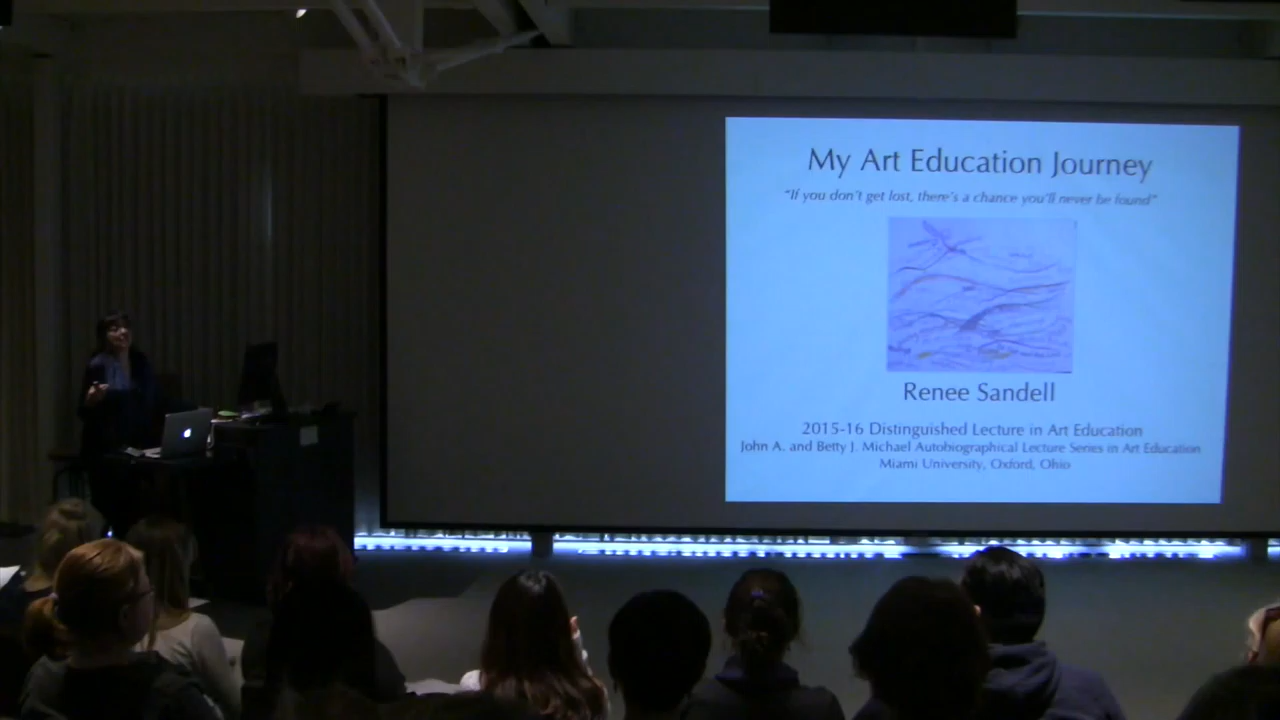 My Art Education Journey
"If you don't get lost, there's a chance you'll never be found"
Renee Sandell
2015-16 Distinguished Lecture in Art Education
John A. and Betty J. Michael Autobiographical Lecture Series in Art Education
Miami University, Oxford, Ohio